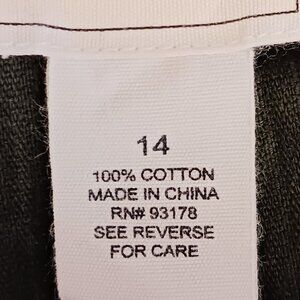 14
100% COTTON
MADE IN CHINA
RN# 93178
SEE REVERSE
FOR CARE